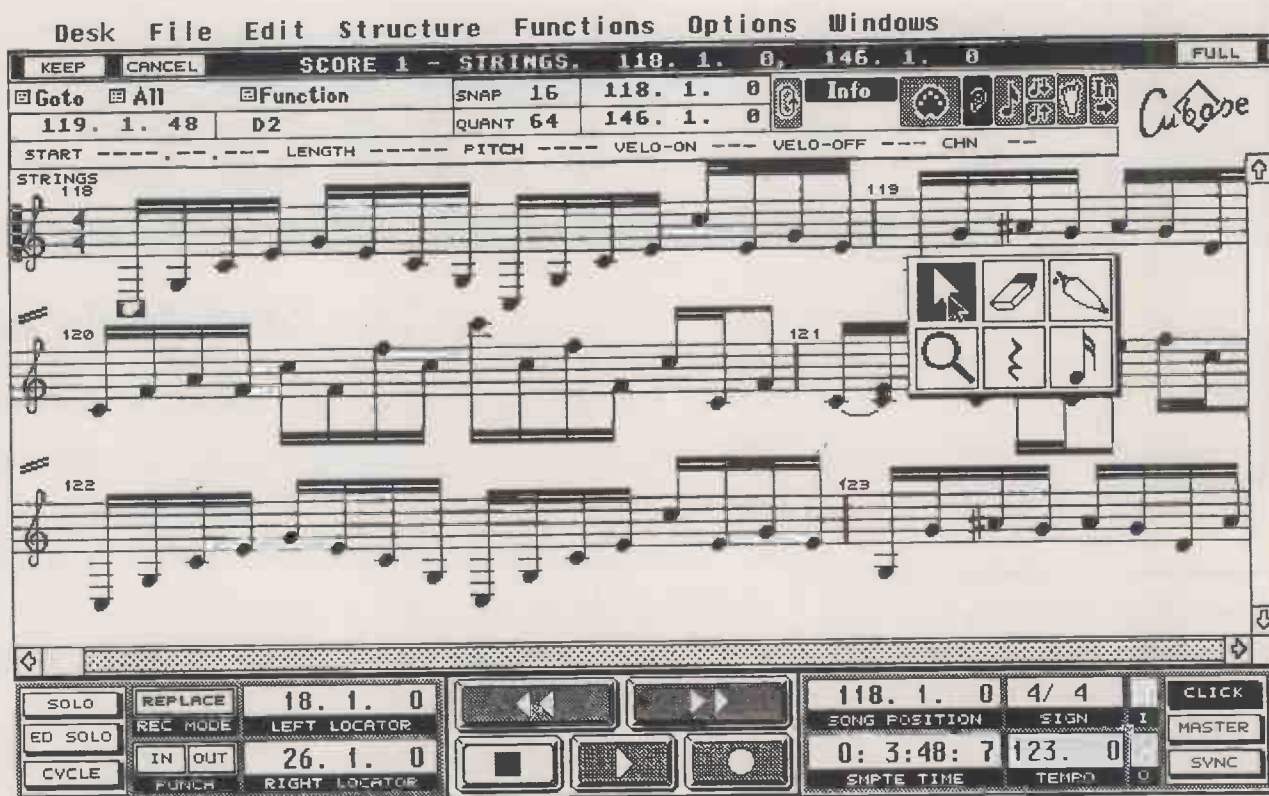 Desk File Edit Structure Functions Options Windows
KEEP CANCEL SCORE 1 - STRINGS. 118. 1. 0, 146. 1. 0 FULL
Goto All Function SNAP 16 118. 1. 0 Info In Cubase
119. 1. 48 D2 QUANT 64 146. 1. 0
START ----.--.--- LENGTH ----- PITCH --- VELO-ON --- VELO-OFF --- CHN --
STRINGS
118 119
4
4
120 121
122 123
SOLO REPLACE 18. 1. 0 118. 1. 0 4/ 4 CLICK
REC MODE LEFT LOCATOR SONG POSITION SIGN I
ED SOLO MASTER
IN OUT 26. 1. 0 0: 3:48: 7 123. 0
CYCLE PUNCH RIGHT LOCATOR SMPTE TIME TEMPO O SYNC